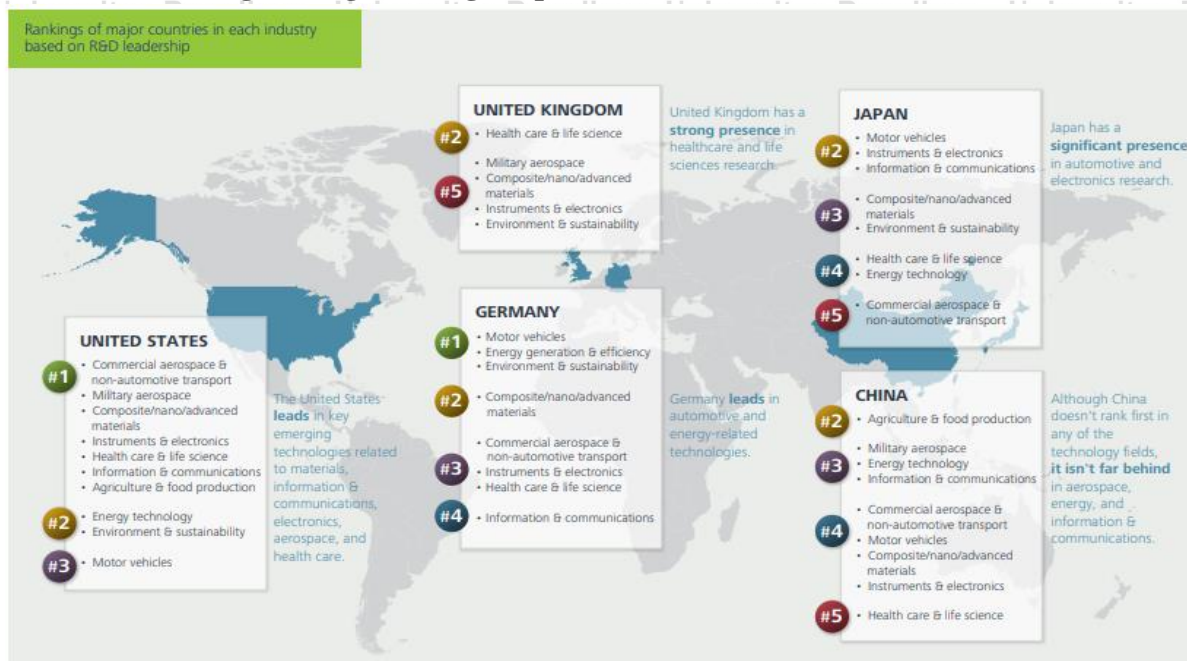 Rankings of major countries in each industry
based on R&D leadership
UNITED KINGDOM
#2
• Health care & life science
#5
• Military aerospace
• Composite/nano/advanced
materials
• Instruments & electronics
• Environment & sustainability
United Kingdom has a
strong presence in
healthcare and life
sciences research.
JAPAN
#2
• Motor vehicles
• Instruments & electronics
• Information & communications
#3
• Composite/nano/advanced
materials
• Environment & sustainability
#4
• Health care & life science
• Energy technology
#5
• Commercial aerospace &
non-automotive transport
Japan has a
significant presence
in automotive and
electronics research.
UNITED STATES
#1
• Commercial aerospace &
non-automotive transport
• Military aerospace
• Composite/nano/advanced
materials
• Instruments & electronics
• Health care & life science
• Information & communications
• Agriculture & food production
#2
• Energy technology
• Environment & sustainability
#3
• Motor vehicles
The United States
leads in key
emerging
technologies related
to materials,
information &
communications,
electronics,
aerospace, and
health care.
GERMANY
#1
• Motor vehicles
• Energy generation & efficiency
• Environment & sustainability
#2
• Composite/nano/advanced
materials
#3
• Commercial aerospace &
non-automotive transport
• Instruments & electronics
• Health care & life science
#4
• Information & communications
Germany leads in
automotive and
energy-related
technologies.
CHINA
#2
• Agriculture & food production
#3
• Military aerospace
• Energy technology
• Information & communications
#4
• Commercial aerospace &
non-automotive transport
• Motor vehicles
• Composite/nano/advanced
materials
• Instruments & electronics
#5
• Health care & life science
Although China
doesn't rank first in
any of the
technology fields,
it isn't far behind
in aerospace,
energy, and
information &
communications.